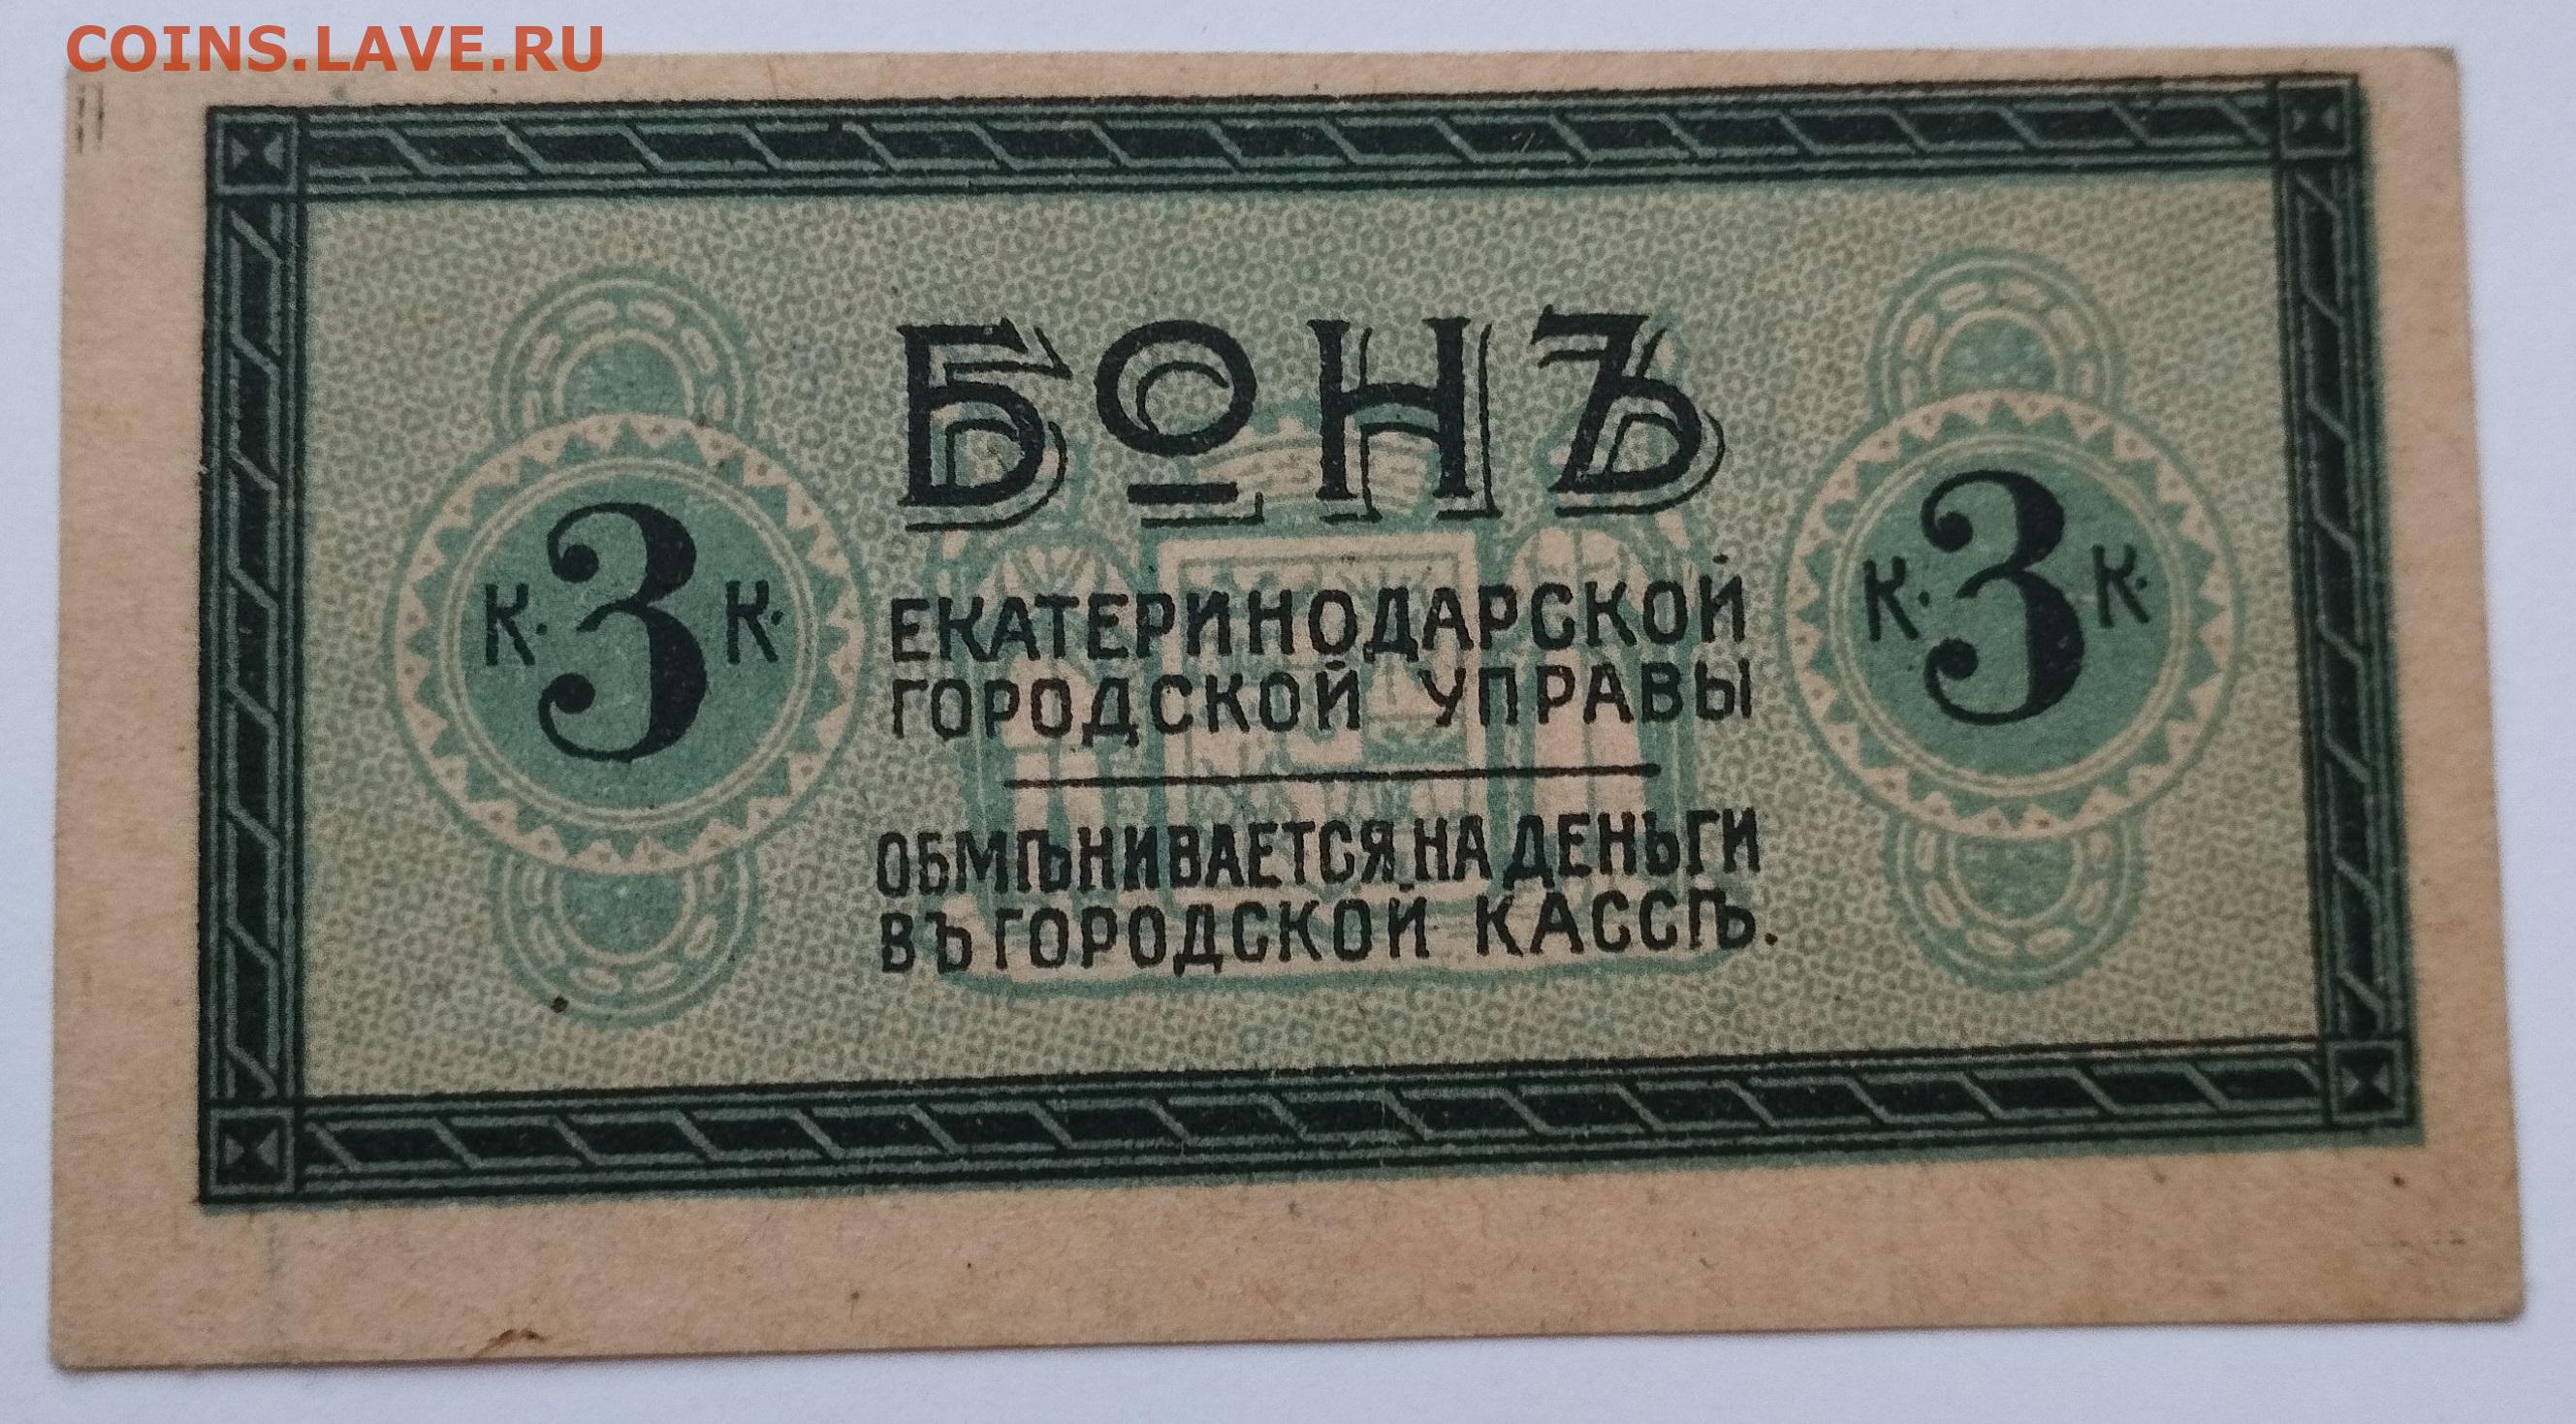 COINS.LAVE.RU
БОНЪ
К. 3 К.
К. 3 К.
ЕКАТЕРИНОДАРСКОЙ
ГОРОДСКОЙ УПРАВЫ
ОБМѢНИВАЕТСЯ НА ДЕНЬГИ
ВЪ ГОРОДСКОЙ КАССѢ.